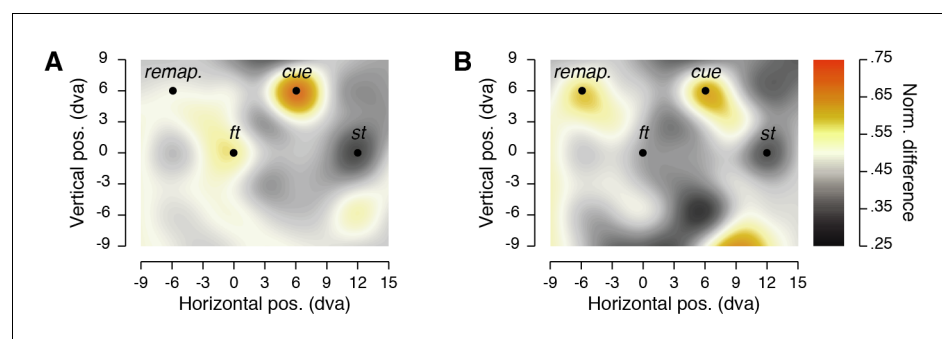 A
Vertical pos. (dva)
9
6
3
0
-3
-6
-9
remap.
cue
ft
st
-9 -6 -3 0 3 6 9 12 15
Horizontal pos. (dva)
B
Vertical pos. (dva)
9
6
3
0
-3
-6
-9
remap.
cue
ft
st
-9 -6 -3 0 3 6 9 12 15
Horizontal pos. (dva)
.75
.65
.55
.45
.35
.25
Norm. difference